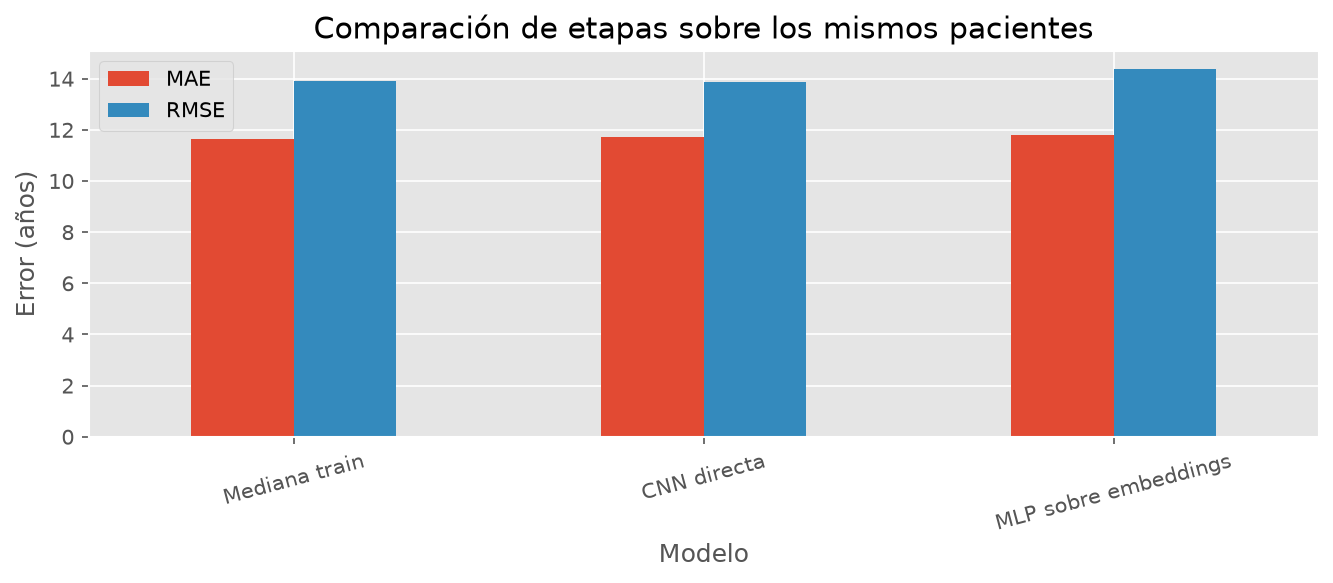 Comparación de etapas sobre los mismos pacientes
MAE
RMSE
Error (años)
14
12
10
8
6
4
2
0
Mediana train
CNN directa
MLP sobre embeddings
Modelo